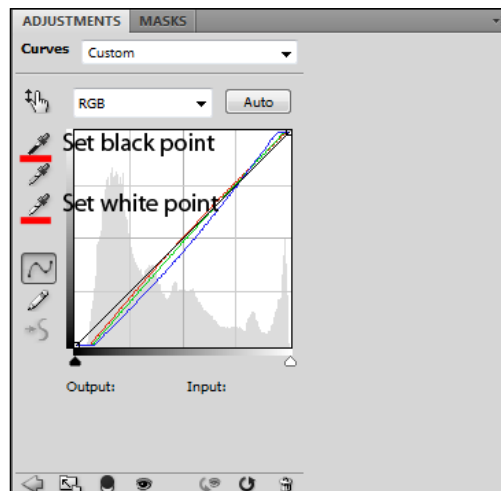 ADJUSTMENTS MASKS
Curves Custom
RGB Auto
Set black point
Set white point
Output: Input: